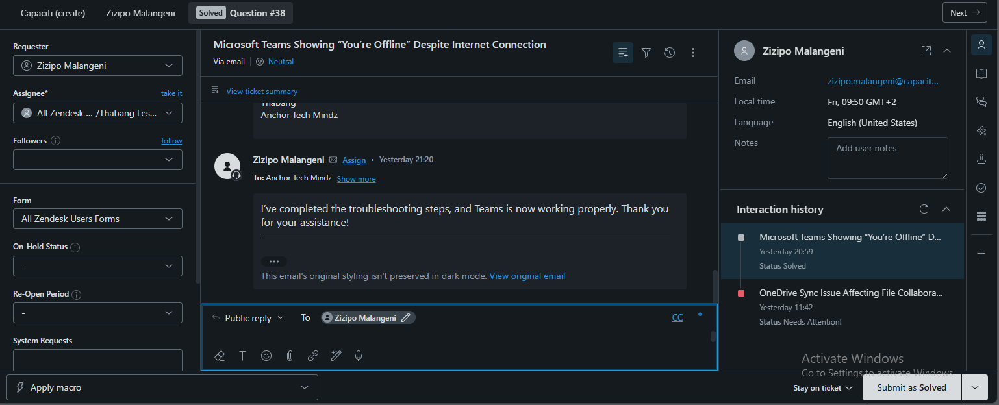 Capaciti (create)
Zizipo Malangeni
Solved Question #38
Next
Requester
Zizipo Malangeni
Assignee*
take it
All Zendesk ... /Thabang Les...
Followers
follow
Form
All Zendesk Users Forms
On-Hold Status
-
Re-Open Period
-
System Requests
Microsoft Teams Showing “You’re Offline” Despite Internet Connection
Via email
Neutral
View ticket summary
Thabang
Anchor Tech Mindz
Zizipo Malangeni
Assign
• Yesterday 21:20
To: Anchor Tech Mindz
Show more
I’ve completed the troubleshooting steps, and Teams is now working properly. Thank you
for your assistance!
This email's original styling isn't preserved in dark mode. View original email
Public reply
To
Zizipo Malangeni
CC
Zizipo Malangeni
Email
zizipo.malangeni@capacit...
Local time
Fri, 09:50 GMT+2
Language
English (United States)
Notes
Add user notes
Interaction history
Microsoft Teams Showing “You’re Offline” D...
Yesterday 20:59
Status Solved
OneDrive Sync Issue Affecting File Collabora...
Yesterday 11:42
Status Needs Attention!
Activate Windows
Go to Settings to activate Windows.
Apply macro
Stay on ticket
Submit as Solved